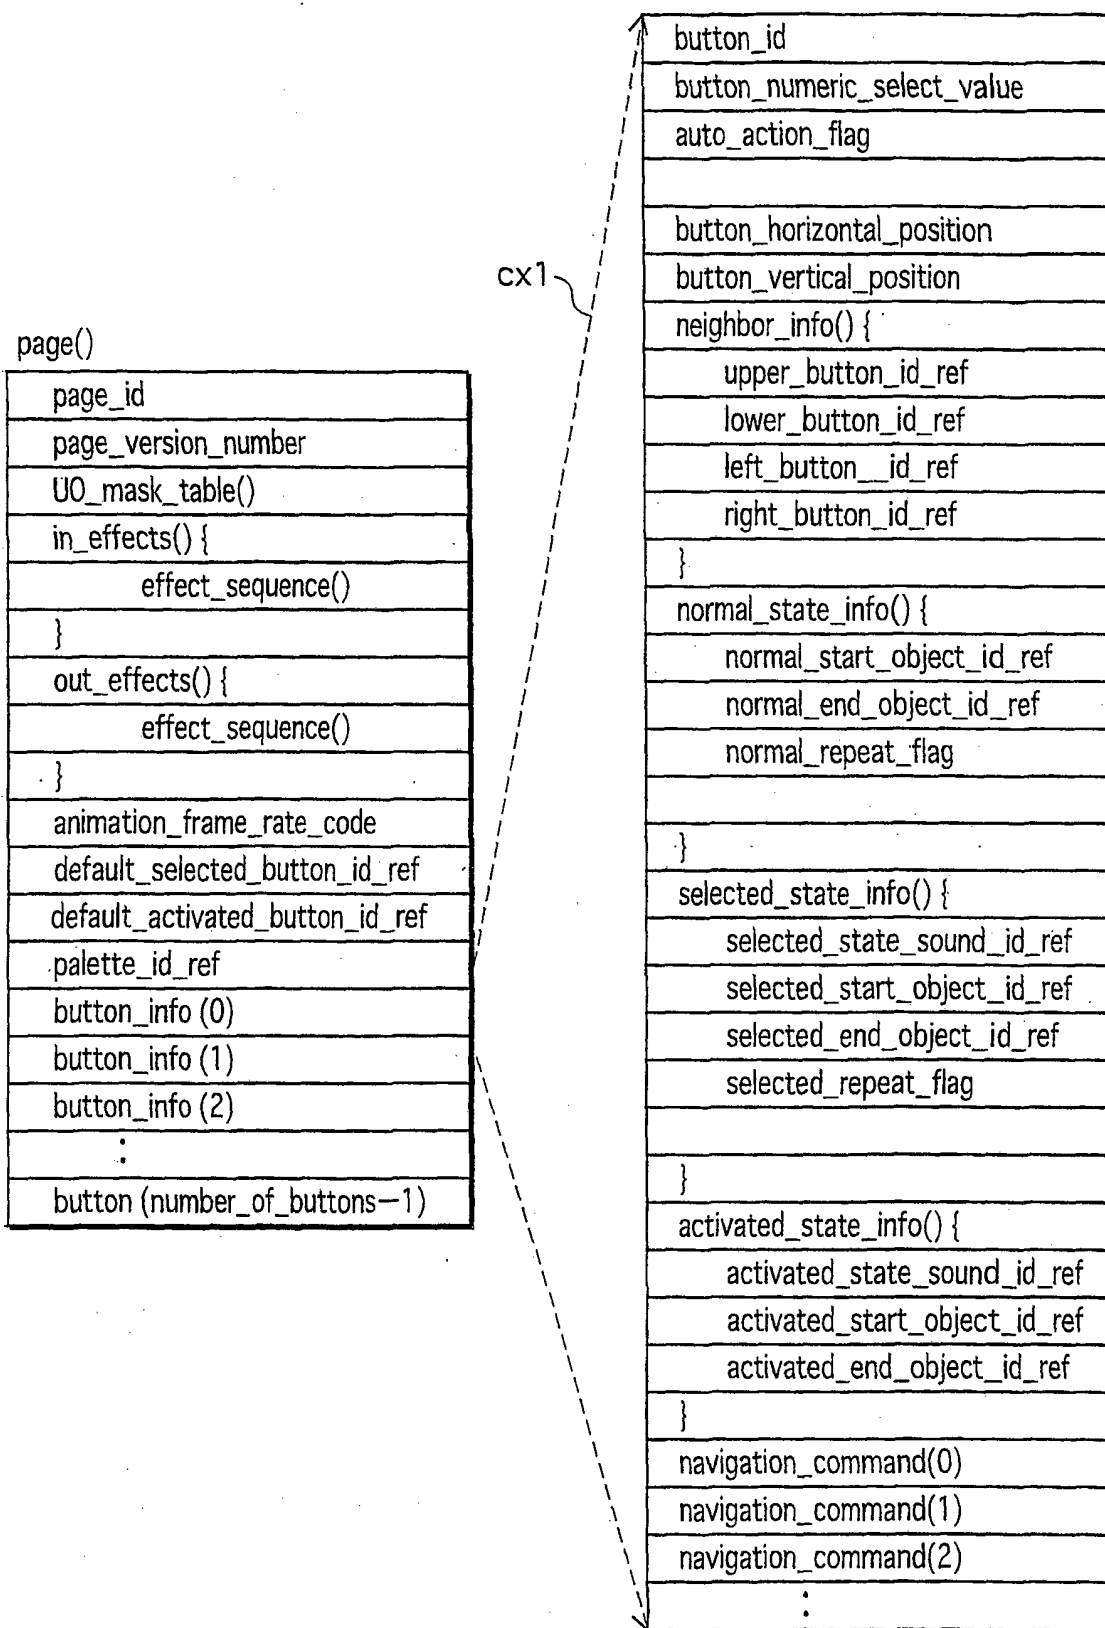 page()
page_id
page_version_number
UO_mask_table()
in_effects() {
effect_sequence()
}
out_effects() {
effect_sequence()
}
animation_frame_rate_code
default_selected_button_id_ref
default_activated_button_id_ref
palette_id_ref
button_info (0)
button_info (1)
button_info (2)
:
button (number_of_buttons−1)
cx1
button_id
button_numeric_select_value
auto_action_flag
button_horizontal_position
button_vertical_position
neighbor_info() {
upper_button_id_ref
lower_button_id_ref
left_button__id_ref
right_button_id_ref
}
normal_state_info() {
normal_start_object_id_ref
normal_end_object_id_ref
normal_repeat_flag
}
selected_state_info() {
selected_state_sound_id_ref
selected_start_object_id_ref
selected_end_object_id_ref
selected_repeat_flag
}
activated_state_info() {
activated_state_sound_id_ref
activated_start_object_id_ref
activated_end_object_id_ref
}
navigation_command(0)
navigation_command(1)
navigation_command(2)
: